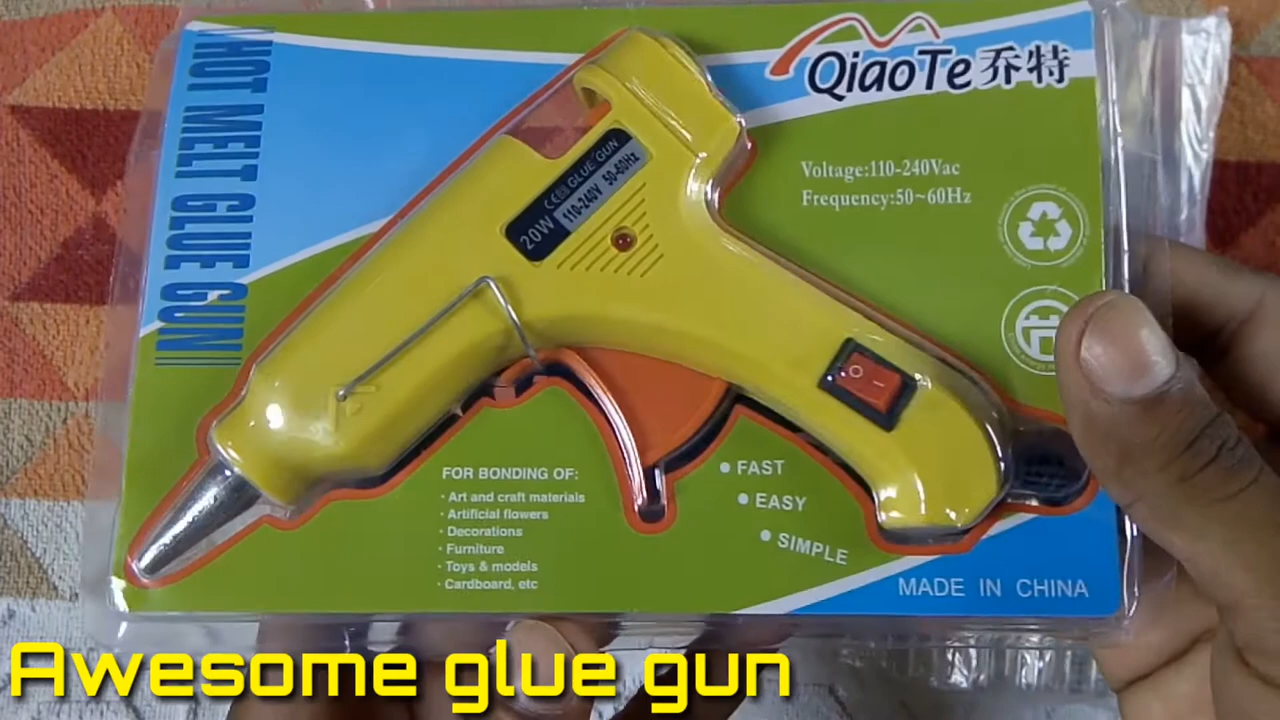 HOT MELT GLUE GUN
QiaoTe乔特
Voltage:110-240Vac
Frequency:50~60Hz
GLUE GUN
20W
110-240V 50-60Hz
FOR BONDING OF:
· Art and craft materials
· Artificial flowers
· Decorations
· Furniture
· Toys & models
· Cardboard, etc
FAST
EASY
SIMPLE
MADE IN CHINA
Awesome glue gun